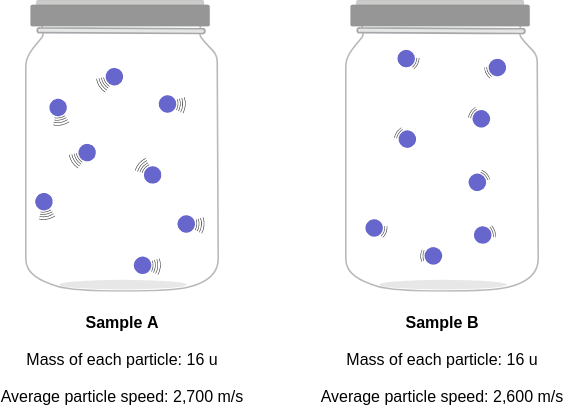 Sample A
Mass of each particle: 16 u
Average particle speed: 2,700 m/s
Sample B
Mass of each particle: 16 u
Average particle speed: 2,600 m/s